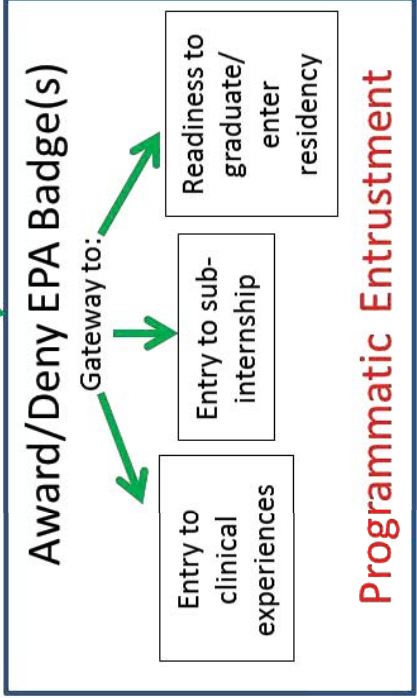 Award/Deny EPA Badge(s)
Gateway to:
Entry to
clinical
experiences
Entry to sub-
internship
Readiness to
graduate/
enter
residency
Programmatic Entrustment